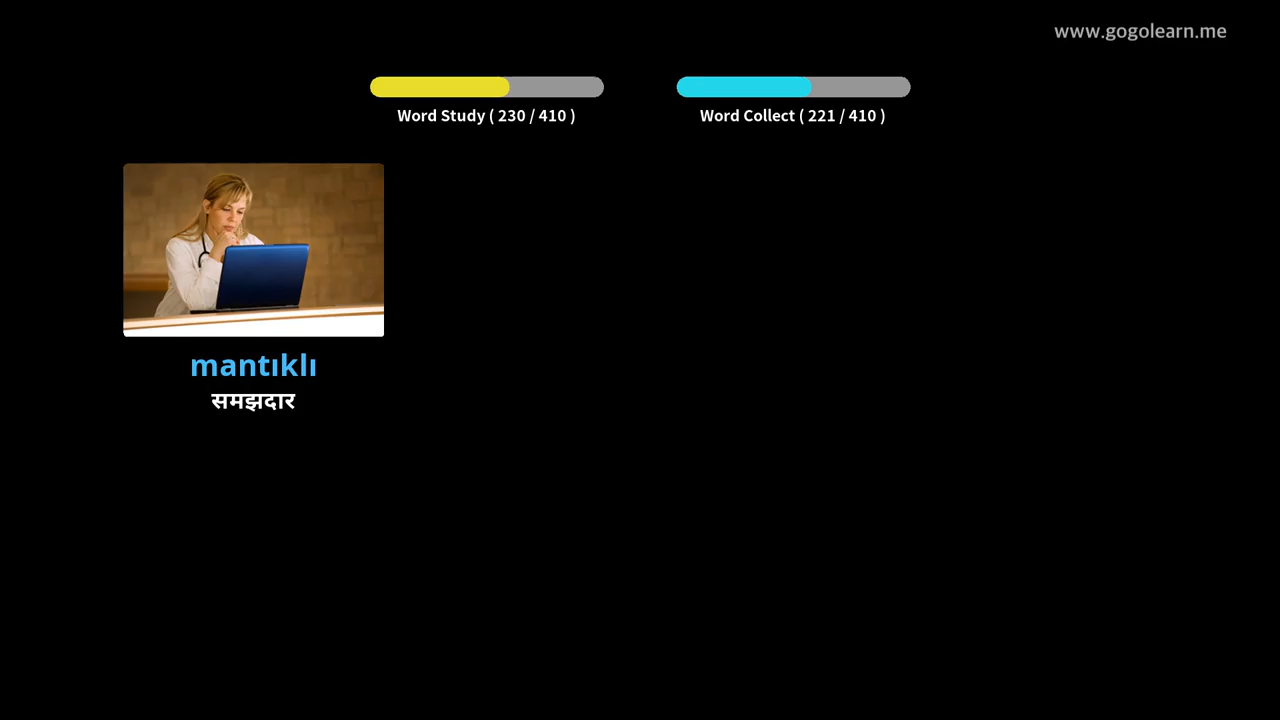 www.gogolearn.me
Word Study ( 230 / 410 )
Word Collect ( 221 / 410 )
mantıklı
समझदार